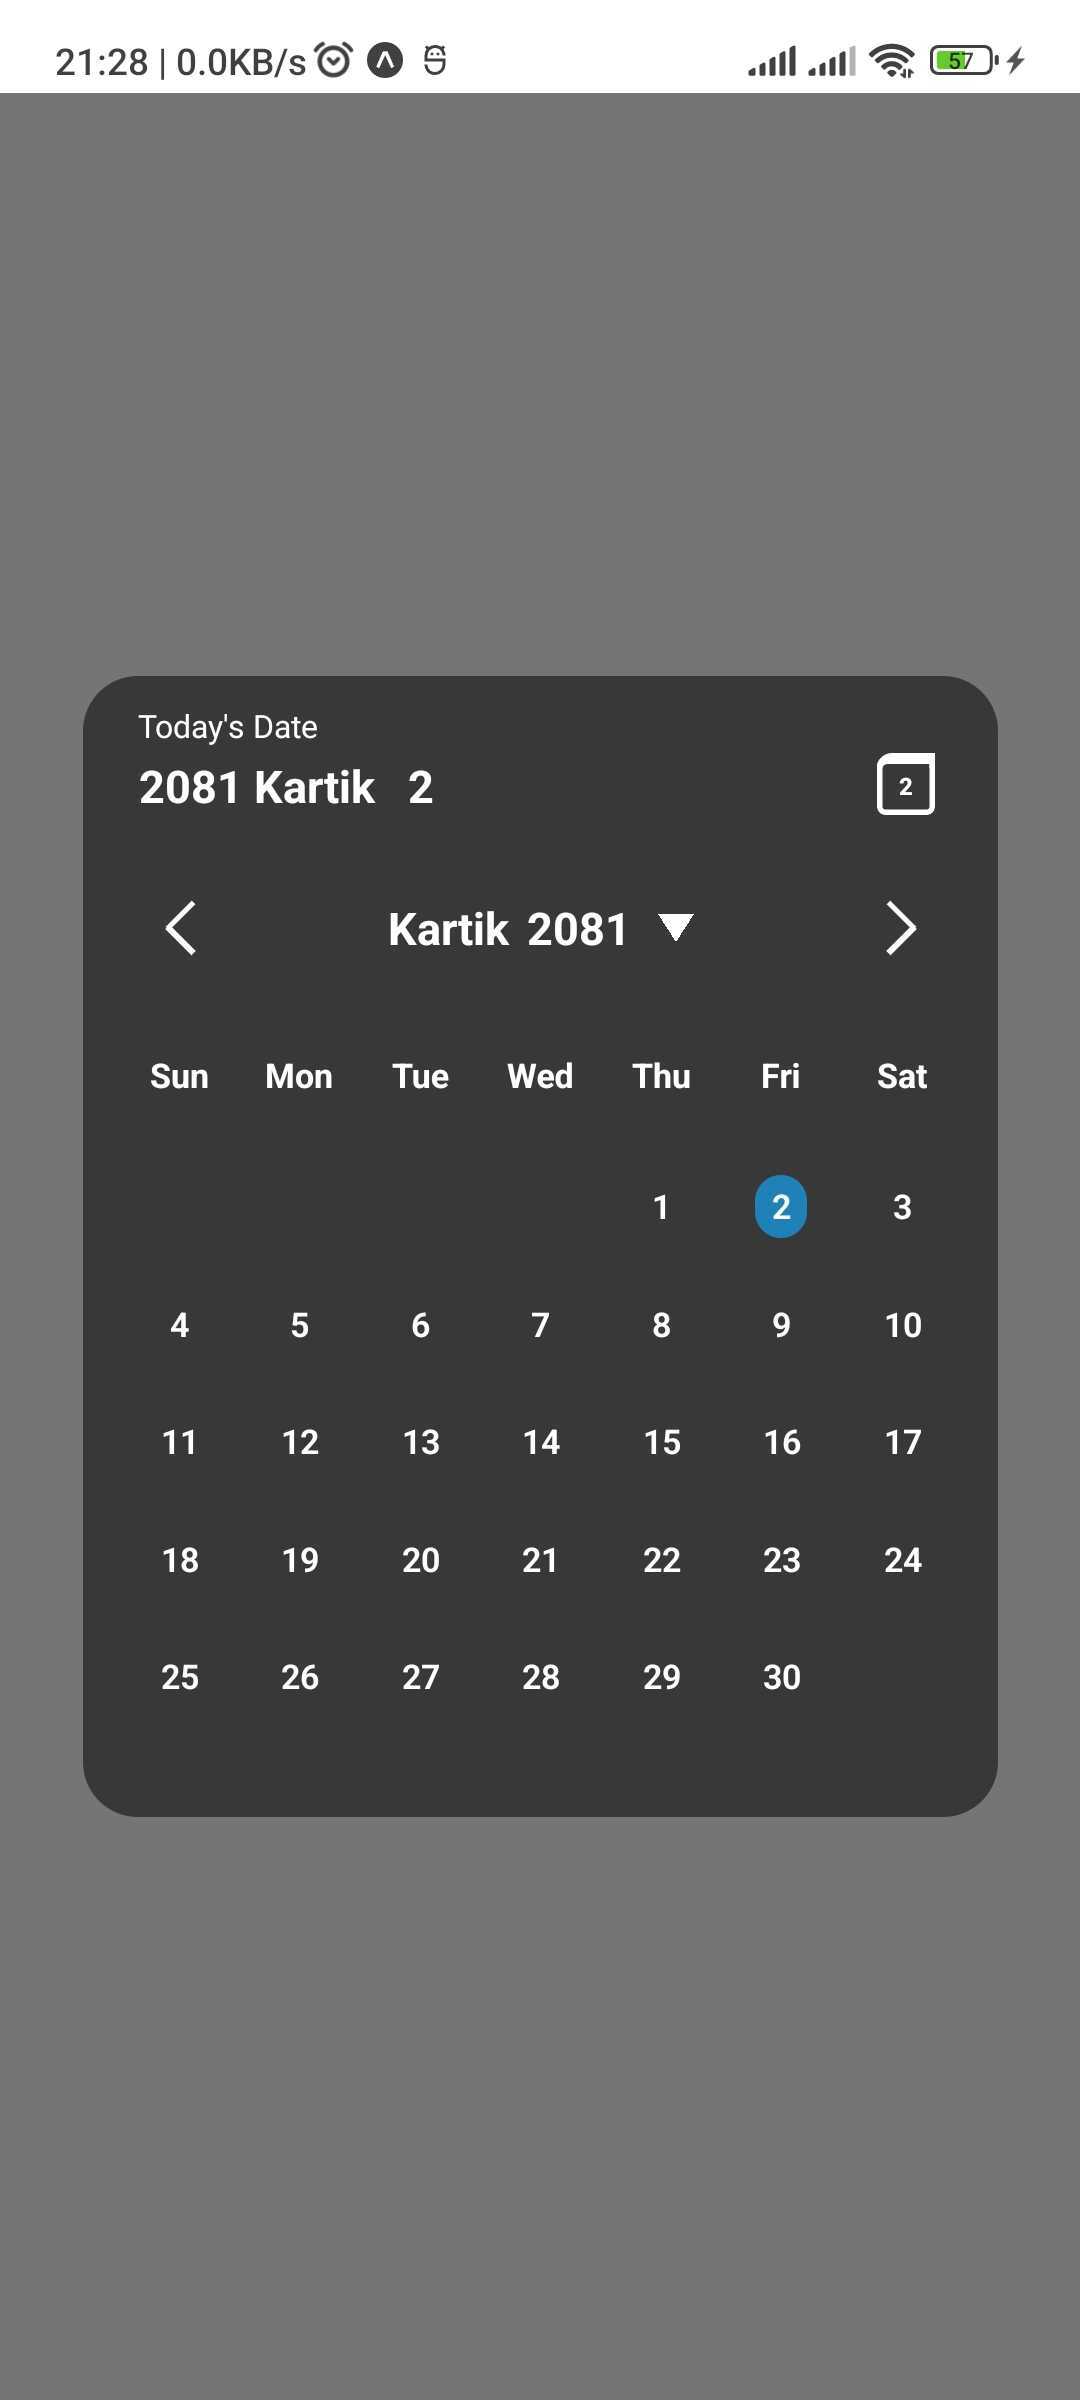 21:28 | 0.0KB/s 57
Today's Date
2081 Kartik 2
2
Kartik 2081
Sun Mon Tue Wed Thu Fri Sat
1 2 3
4 5 6 7 8 9 10
11 12 13 14 15 16 17
18 19 20 21 22 23 24
25 26 27 28 29 30